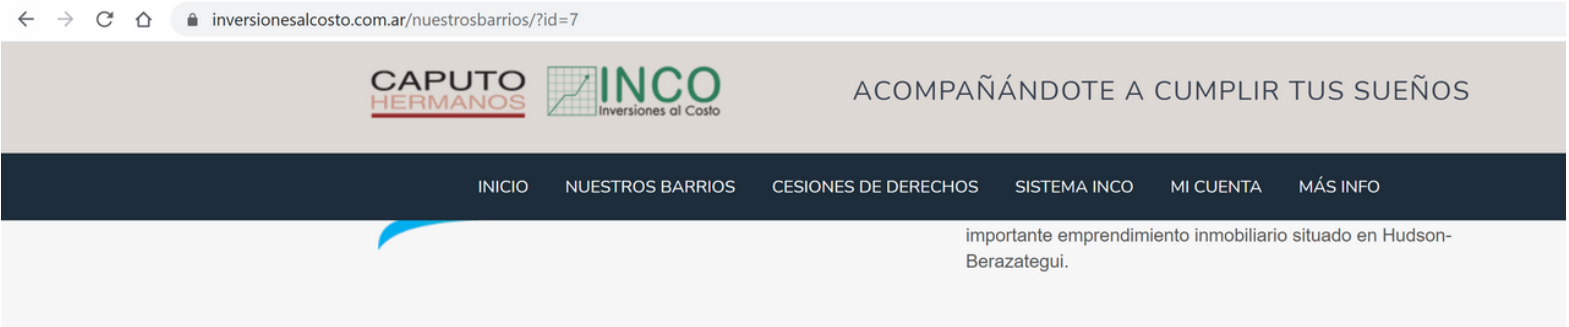 inversionesalcosto.com.ar/nuestrosbarrios/?id=7
CAPUTO
HERMANOS
INCO
Inversiones al Costo
ACOMPAÑÁNDOTE A CUMPLIR TUS SUEÑOS
INICIO NUESTROS BARRIOS CESIONES DE DERECHOS SISTEMA INCO MI CUENTA MÁS INFO
importante emprendimiento inmobiliario situado en Hudson-
Berazategui.